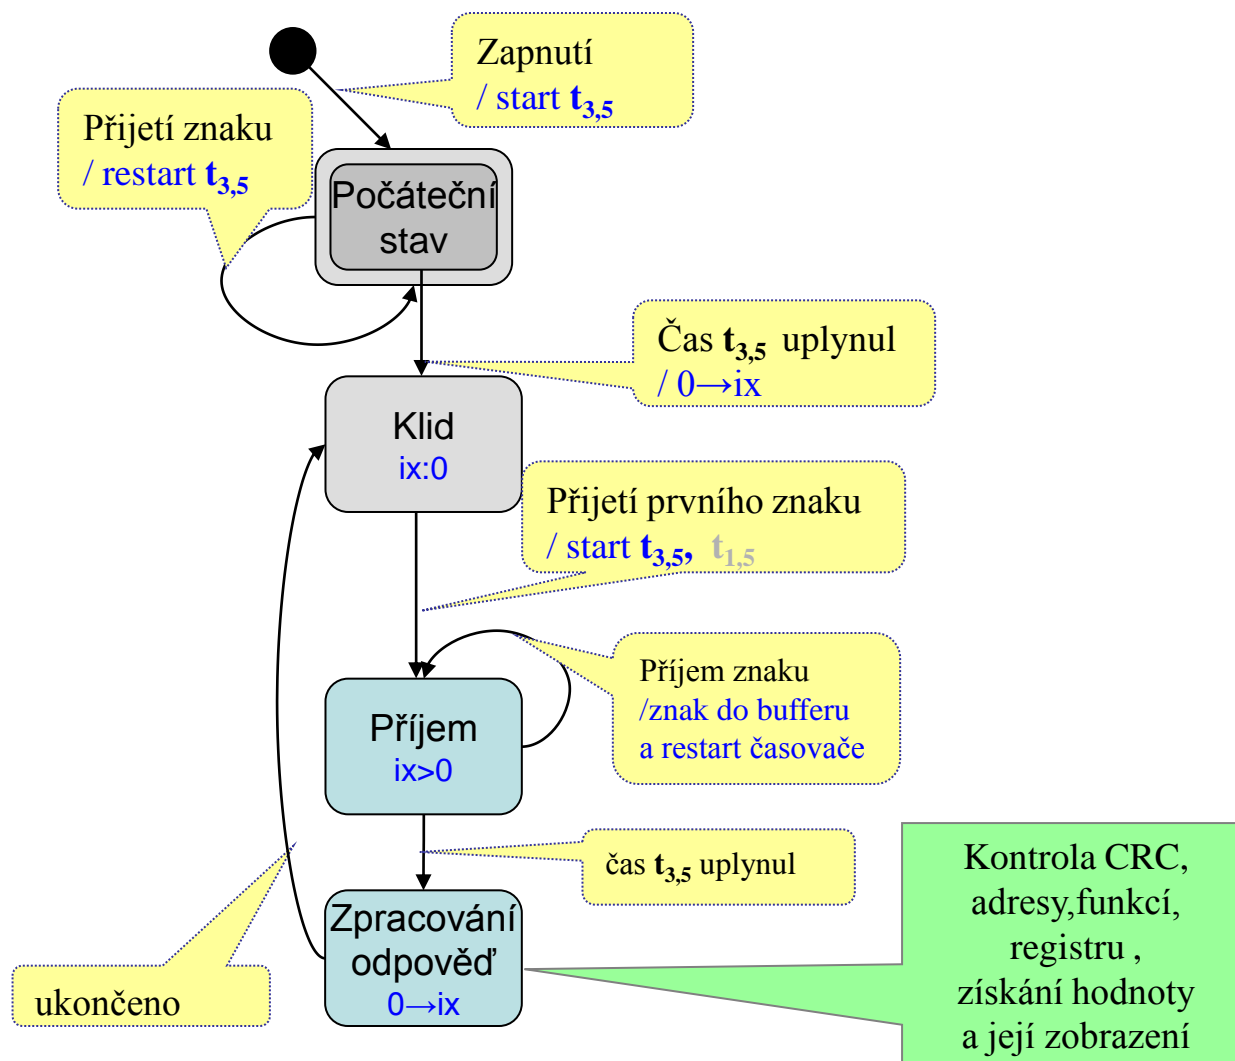 Zapnutí
/ start t3,5
Přijetí znaku
/ restart t3,5
Počáteční
stav
Čas t3,5 uplynul
/ 0→ix
Klid
ix:0
Přijetí prvního znaku
/ start t3,5, t1,5
Příjem znaku
/znak do bufferu
a restart časovače
Příjem
ix>0
čas t3,5 uplynul
Kontrola CRC,
adresy,funkcí,
registru ,
získání hodnoty
a její zobrazení
Zpracování
odpověď
0→ix
ukončeno